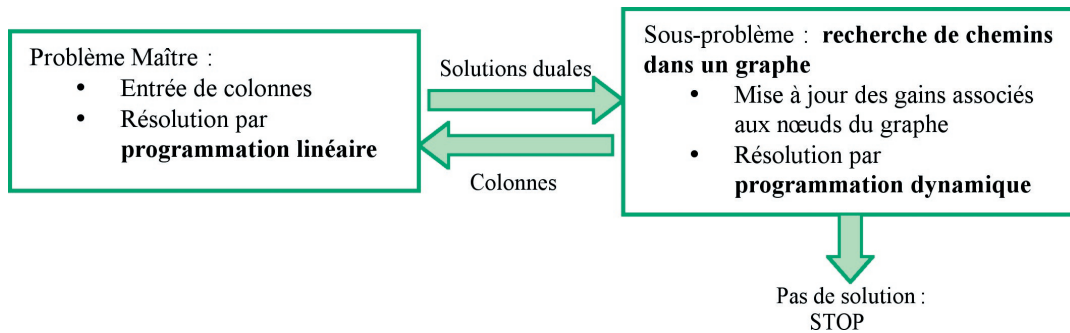 Problème Maître :
• Entrée de colonnes
• Résolution par
programmation linéaire
Solutions duales
Colonnes
Sous-problème : recherche de chemins
dans un graphe
• Mise à jour des gains associés
aux nœuds du graphe
• Résolution par
programmation dynamique
Pas de solution :
STOP